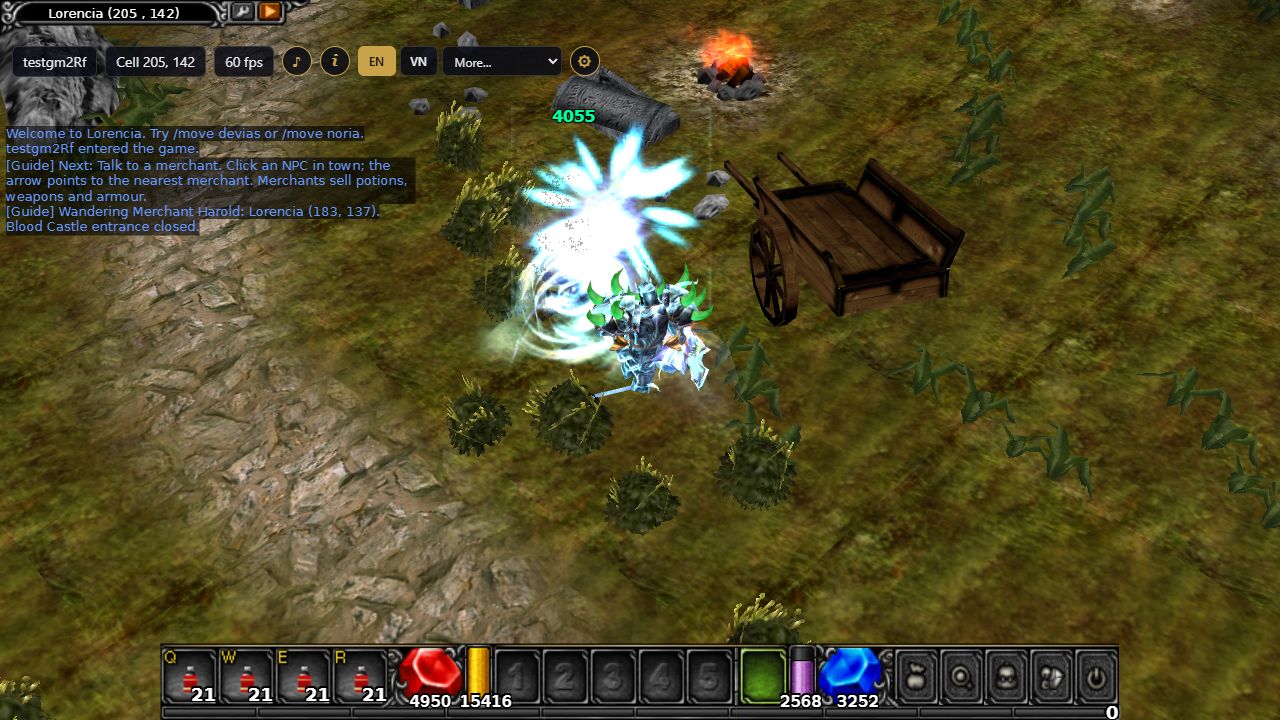 Lorencia (205 , 142)
testgm2Rf
Cell 205, 142
60 fps
EN
VN
More...
4055
Welcome to Lorencia. Try /move devias or /move noria.
testgm2Rf entered the game.
[Guide] Next: Talk to a merchant. Click an NPC in town; the
arrow points to the nearest merchant. Merchants sell potions,
weapons and armour.
[Guide] Wandering Merchant Harold: Lorencia (183, 137).
Blood Castle entrance closed.
Q 21
W 21
E 21
R 21
4950
15416
1
2
3
4
5
2568
3252
0